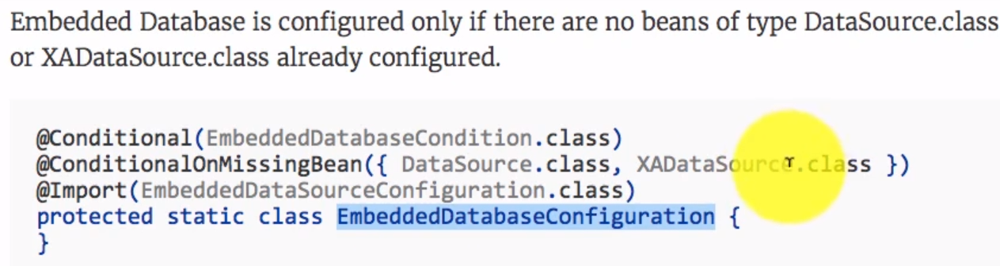 Embedded Database is configured only if there are no beans of type DataSource.class
or XADataSource.class already configured.
@Conditional(EmbeddedDatabaseCondition.class)
@ConditionalOnMissingBean({ DataSource.class, XADataSource.class })
@Import(EmbeddedDataSourceConfiguration.class)
protected static class EmbeddedDatabaseConfiguration {
}